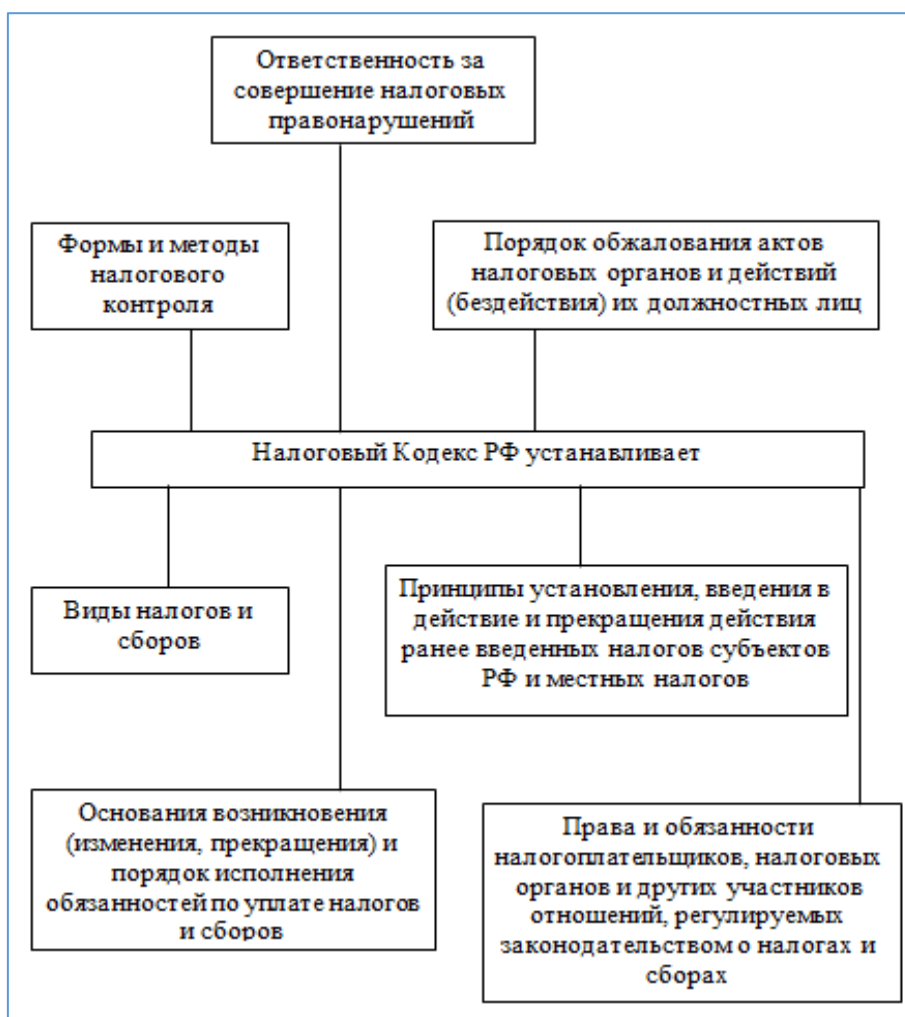 Ответственность за
совершение налоговых
правонарушений
Формы и методы
налогового
контроля
Порядок обжалования актов
налоговых органов и действий
(бездействия) их должностных лиц
Налоговый Кодекс РФ устанавливает
Виды налогов и
сборов
Принципы установления, введения в
действие и прекращения действия
ранее введенных налогов субъектов
РФ и местных налогов
Основания возникновения
(изменения, прекращения) и
порядок исполнения
обязанностей по уплате налогов
и сборов
Права и обязанности
налогоплательщиков, налоговых
органов и других участников
отношений, регулируемых
законодательством о налогах и
сборах